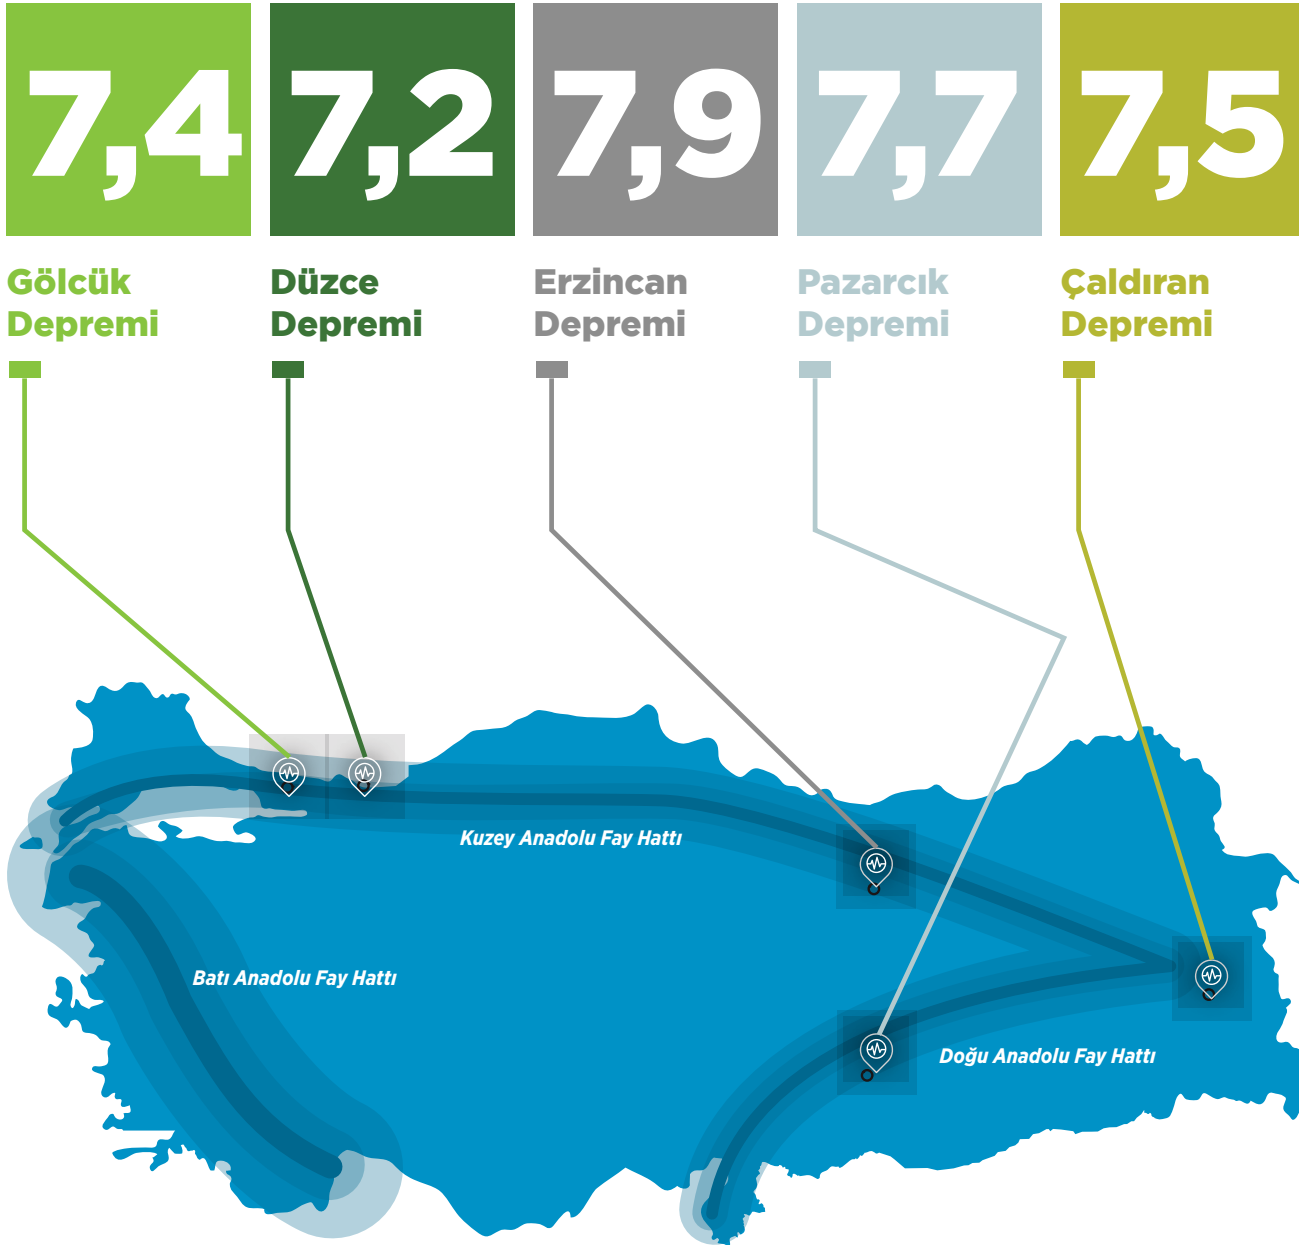 7,4
7,2
7,9
7,7
7,5
Gölcük
Depremi
Düzce
Depremi
Erzincan
Depremi
Pazarcık
Depremi
Çaldıran
Depremi
Kuzey Anadolu Fay Hattı
Batı Anadolu Fay Hattı
Doğu Anadolu Fay Hattı